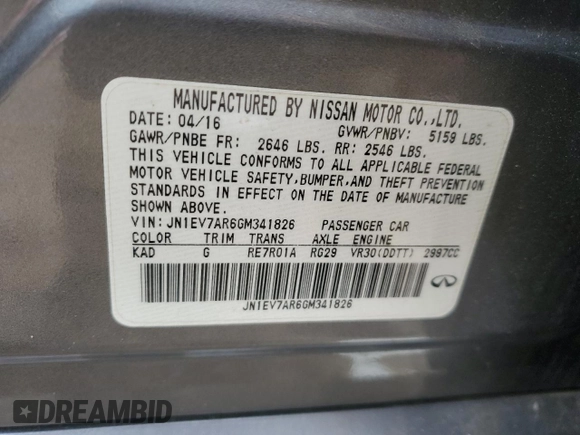 MANUFACTURED BY NISSAN MOTOR CO.,LTD.
DATE: 04/16 GVWR/PNBV: 5159 LBS.
GAWR/PNBE FR: 2646 LBS. RR: 2546 LBS.
THIS VEHICLE CONFORMS TO ALL APPLICABLE FEDERAL
MOTOR VEHICLE SAFETY,BUMPER,AND THEFT PREVENTION
STANDARDS IN EFFECT ON THE DATE OF MANUFACTURE
SHOWN ABOVE.
VIN:JN1EV7AR6GM341826 PASSENGER CAR
COLOR TRIM TRANS AXLE ENGINE
KAD G RE7R01A RG29 VR30(DDTT) 2997CC
JN1EV7AR6GM341826
DREAMBID